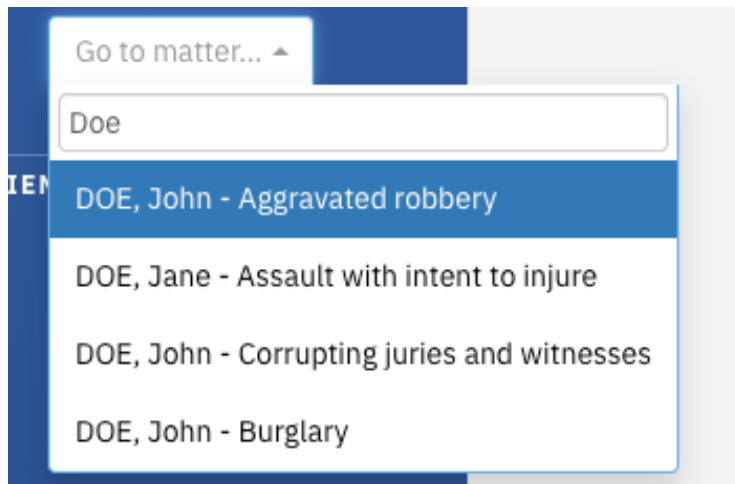 Go to matter...
Doe
DOE, John - Aggravated robbery
DOE, Jane - Assault with intent to injure
DOE, John - Corrupting juries and witnesses
DOE, John - Burglary